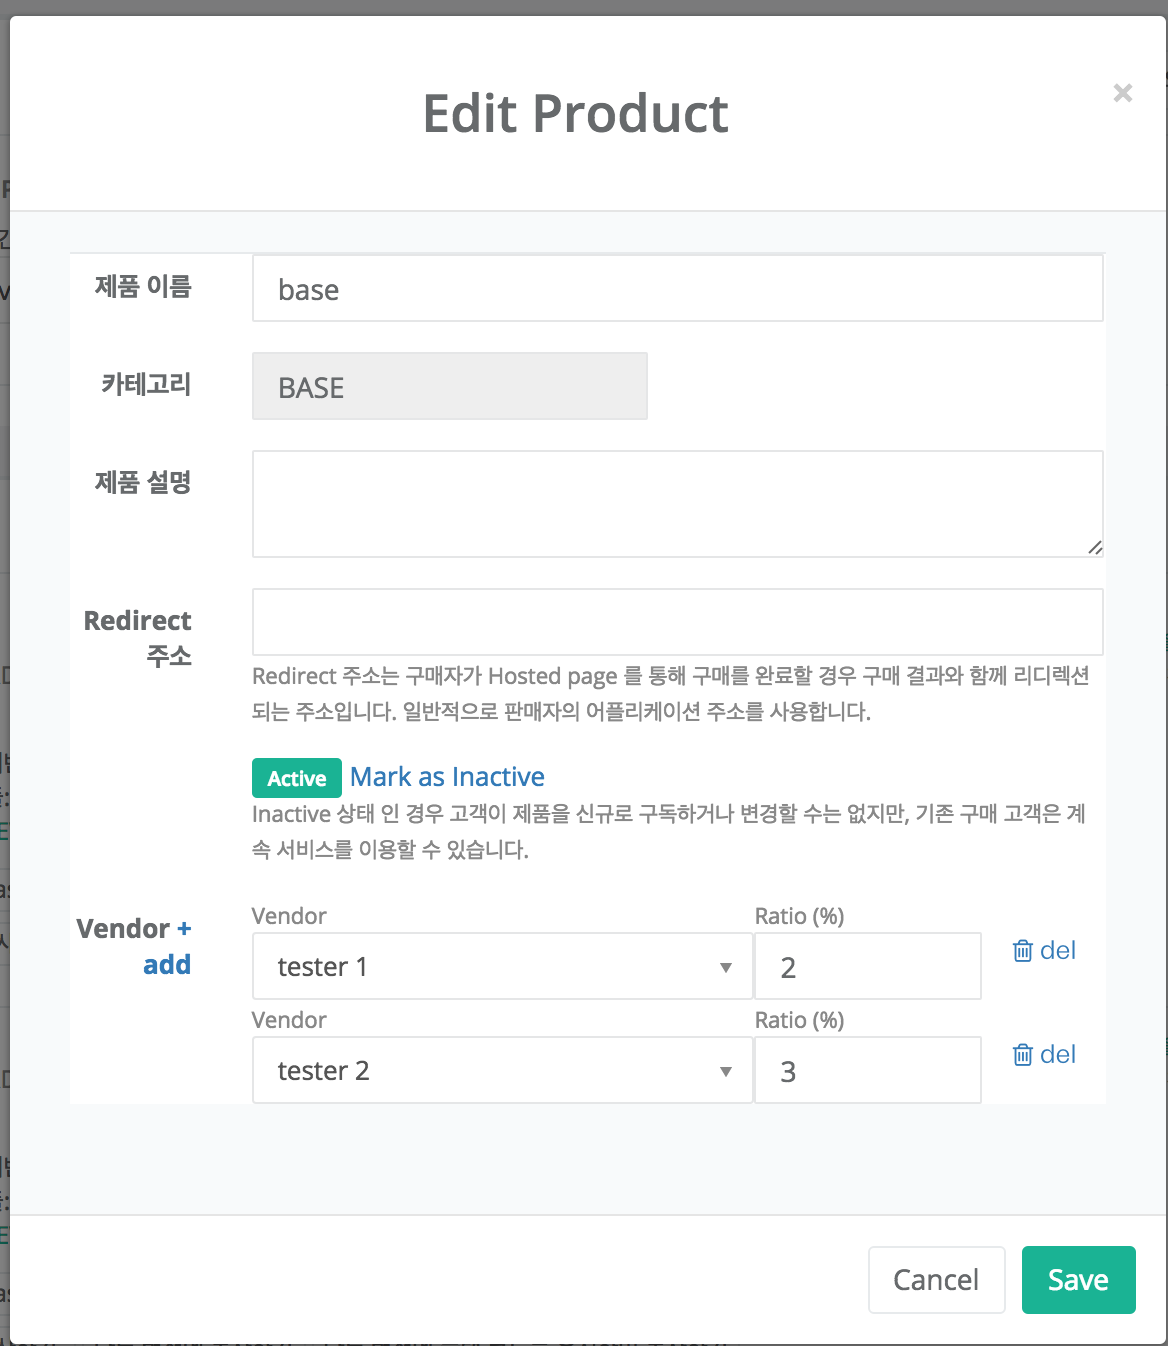 Edit Product
×
제품 이름
base
카테고리
BASE
제품 설명
Redirect
주소
Redirect 주소는 구매자가 Hosted page 를 통해 구매를 완료할 경우 구매 결과와 함께 리디렉션
되는 주소입니다. 일반적으로 판매자의 어플리케이션 주소를 사용합니다.
Active Mark as Inactive
Inactive 상태 인 경우 고객이 제품을 신규로 구독하거나 변경할 수는 없지만, 기존 구매 고객은 계
속 서비스를 이용할 수 있습니다.
Vendor +
add
Vendor Ratio (%)
tester 1 2 del
Vendor Ratio (%)
tester 2 3 del
Cancel Save